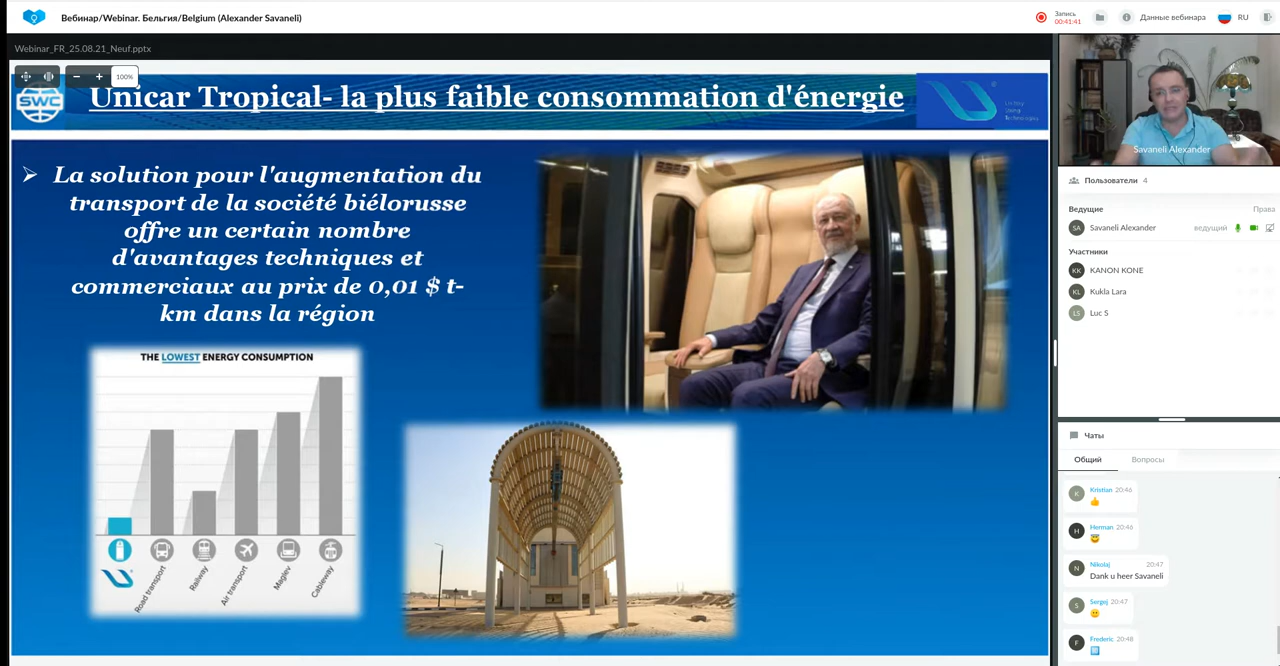 Вебинар/Webinar. Бельгия/Belgium (Alexander Savaneli)
Запись
00:41:41
Данные вебинара
RU
Webinar_FR_25.08.21_Neuf.pptx
100%
SWC
Unicar Tropical- la plus faible consommation d'énergie
La solution pour l'augmentation du
transport de la société biélorusse
offre un certain nombre
d'avantages techniques et
commerciaux au prix de 0,01 $ t-
km dans la région
THE LOWEST ENERGY CONSUMPTION
Road transport
Railway
Air transport
Maglev
Cableway
Savaneli Alexander
Пользователи 4
Ведущие
Права
SA Savaneli Alexander ведущий
Участники
KK KANON KONE
KL Kukla Lara
LS Luc S
Чаты
Общий Вопросы
K Kristian 20:46
H Herman 20:46
N Nikolaj 20:47
Dank u heer Savaneli
S Sergej 20:47
F Frederic 20:48